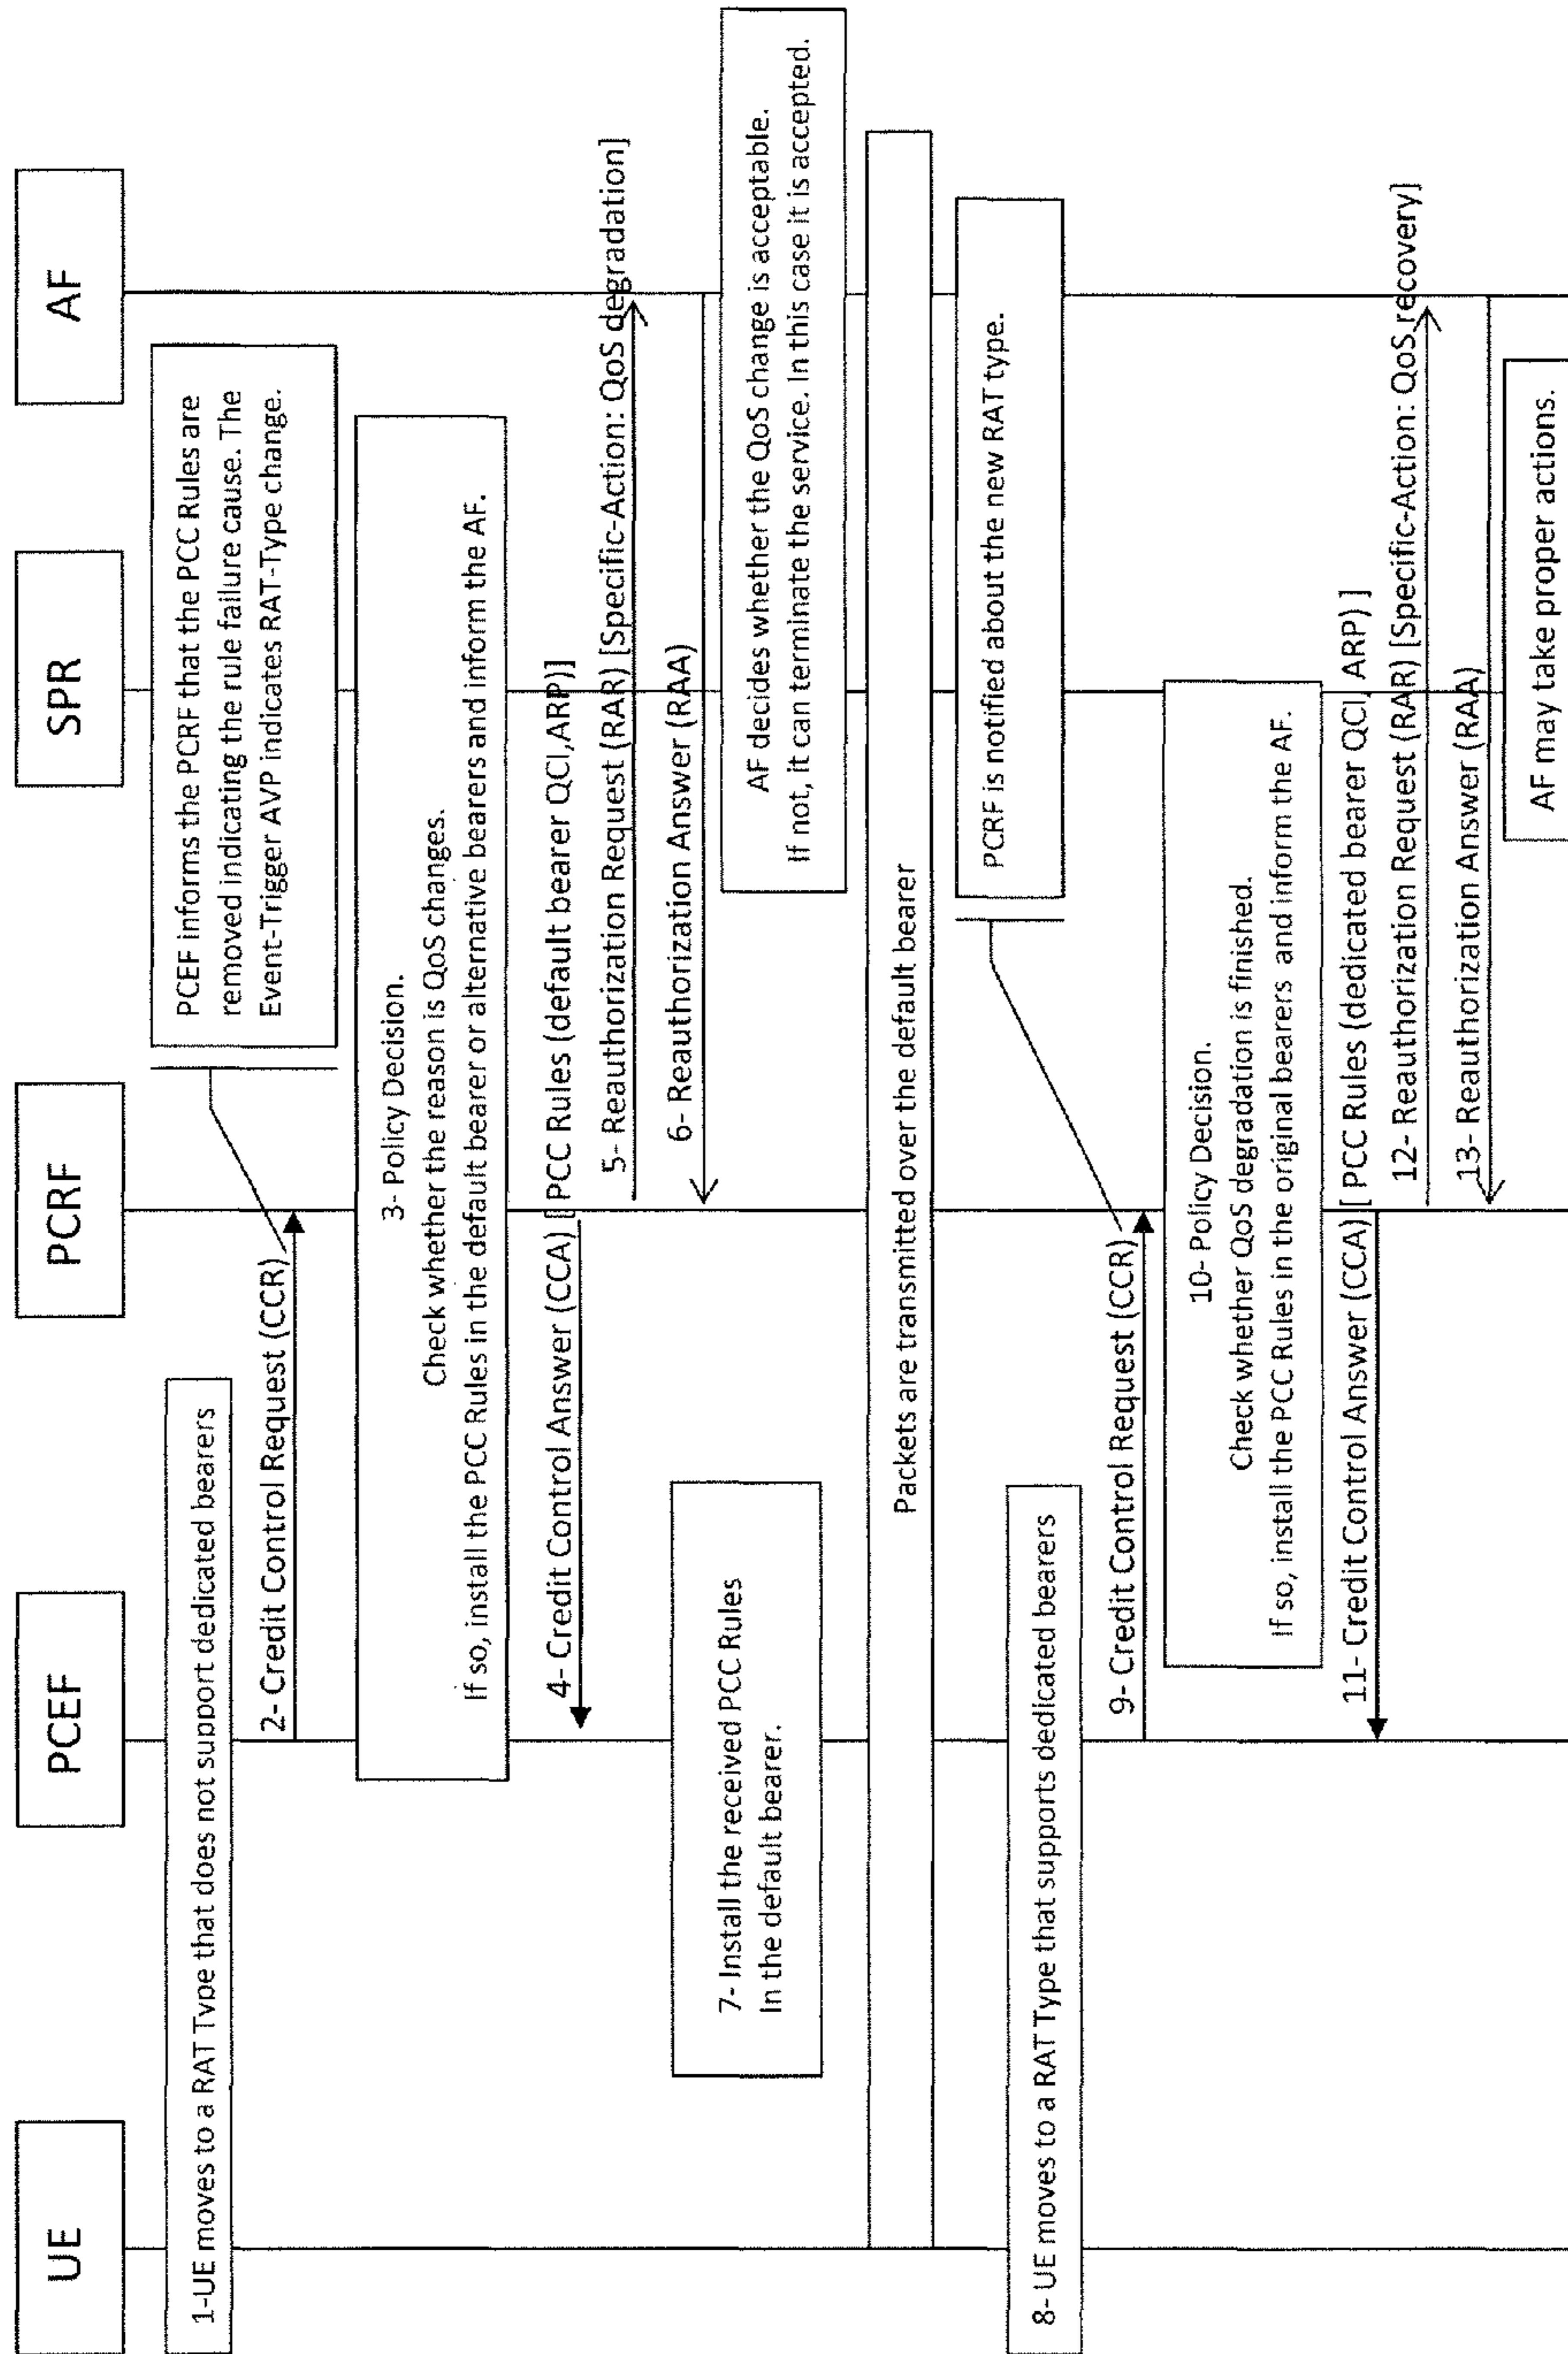 UE
PCEF
PCRF
SPR
AF
1-UE moves to a RAT Type that does not support dedicated bearers
PCEF informs the PCRF that the PCC Rules are
removed indicating the rule failure cause. The
Event-Trigger AVP indicates RAT-Type change.
2- Credit Control Request (CCR)
3- Policy Decision.
Check whether the reason is QoS changes.
If so, install the PCC Rules in the default bearer or alternative bearers and inform the AF.
4- Credit Control Answer (CCA) [ PCC Rules (default bearer QCI,ARP)]
5- Reauthorization Request (RAR) [Specific-Action: QoS degradation]
6- Reauthorization Answer (RAA)
7- Install the received PCC Rules
In the default bearer.
AF decides whether the QoS change is acceptable.
If not, it can terminate the service. In this case it is accepted.
Packets are transmitted over the default bearer
PCRF is notified about the new RAT type.
8- UE moves to a RAT Type that supports dedicated bearers
9- Credit Control Request (CCR)
10- Policy Decision.
Check whether QoS degradation is finished.
If so, install the PCC Rules in the original bearers and inform the AF.
11- Credit Control Answer (CCA) [ PCC Rules (dedicated bearer QCI, ARP) ]
12- Reauthorization Request (RAR) [Specific-Action: QoS recovery]
13- Reauthorization Answer (RAA)
AF may take proper actions.